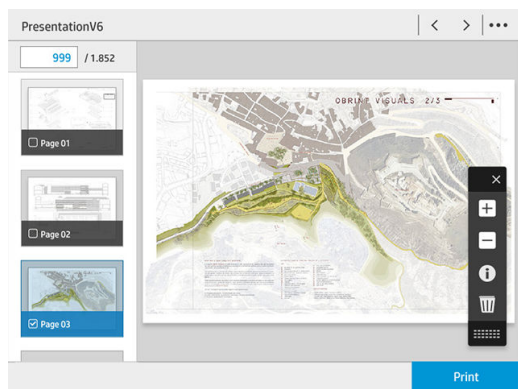 PresentationV6
999 / 1.852
Page 01
Page 02
Page 03
OBRINT VISUALS 2/3
Print